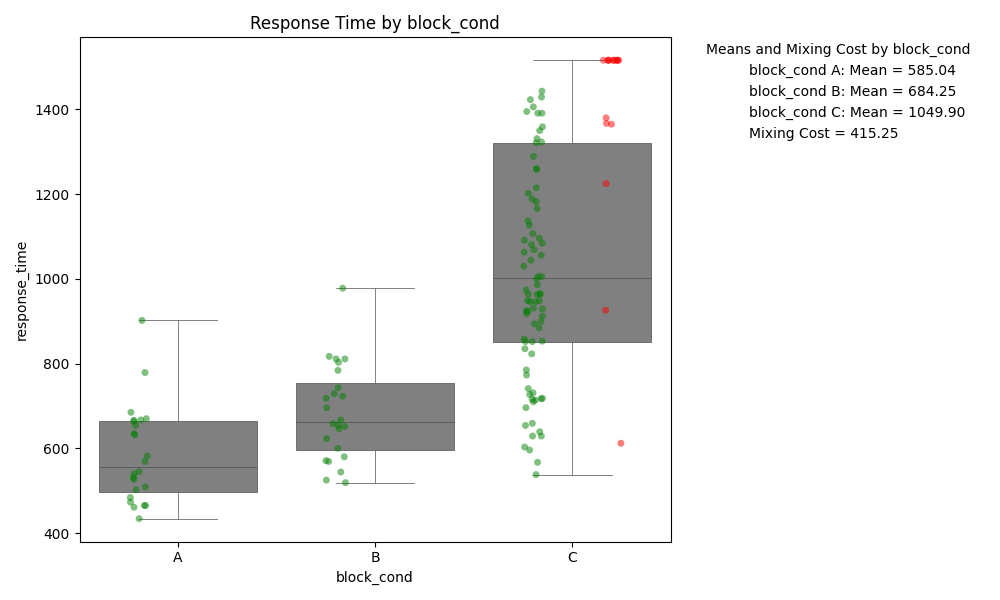 Response Time by block_cond
Means and Mixing Cost by block_cond
block_cond A: Mean = 585.04
block_cond B: Mean = 684.25
block_cond C: Mean = 1049.90
Mixing Cost = 415.25
response_time
1400
1200
1000
800
600
400
A
B
C
block_cond